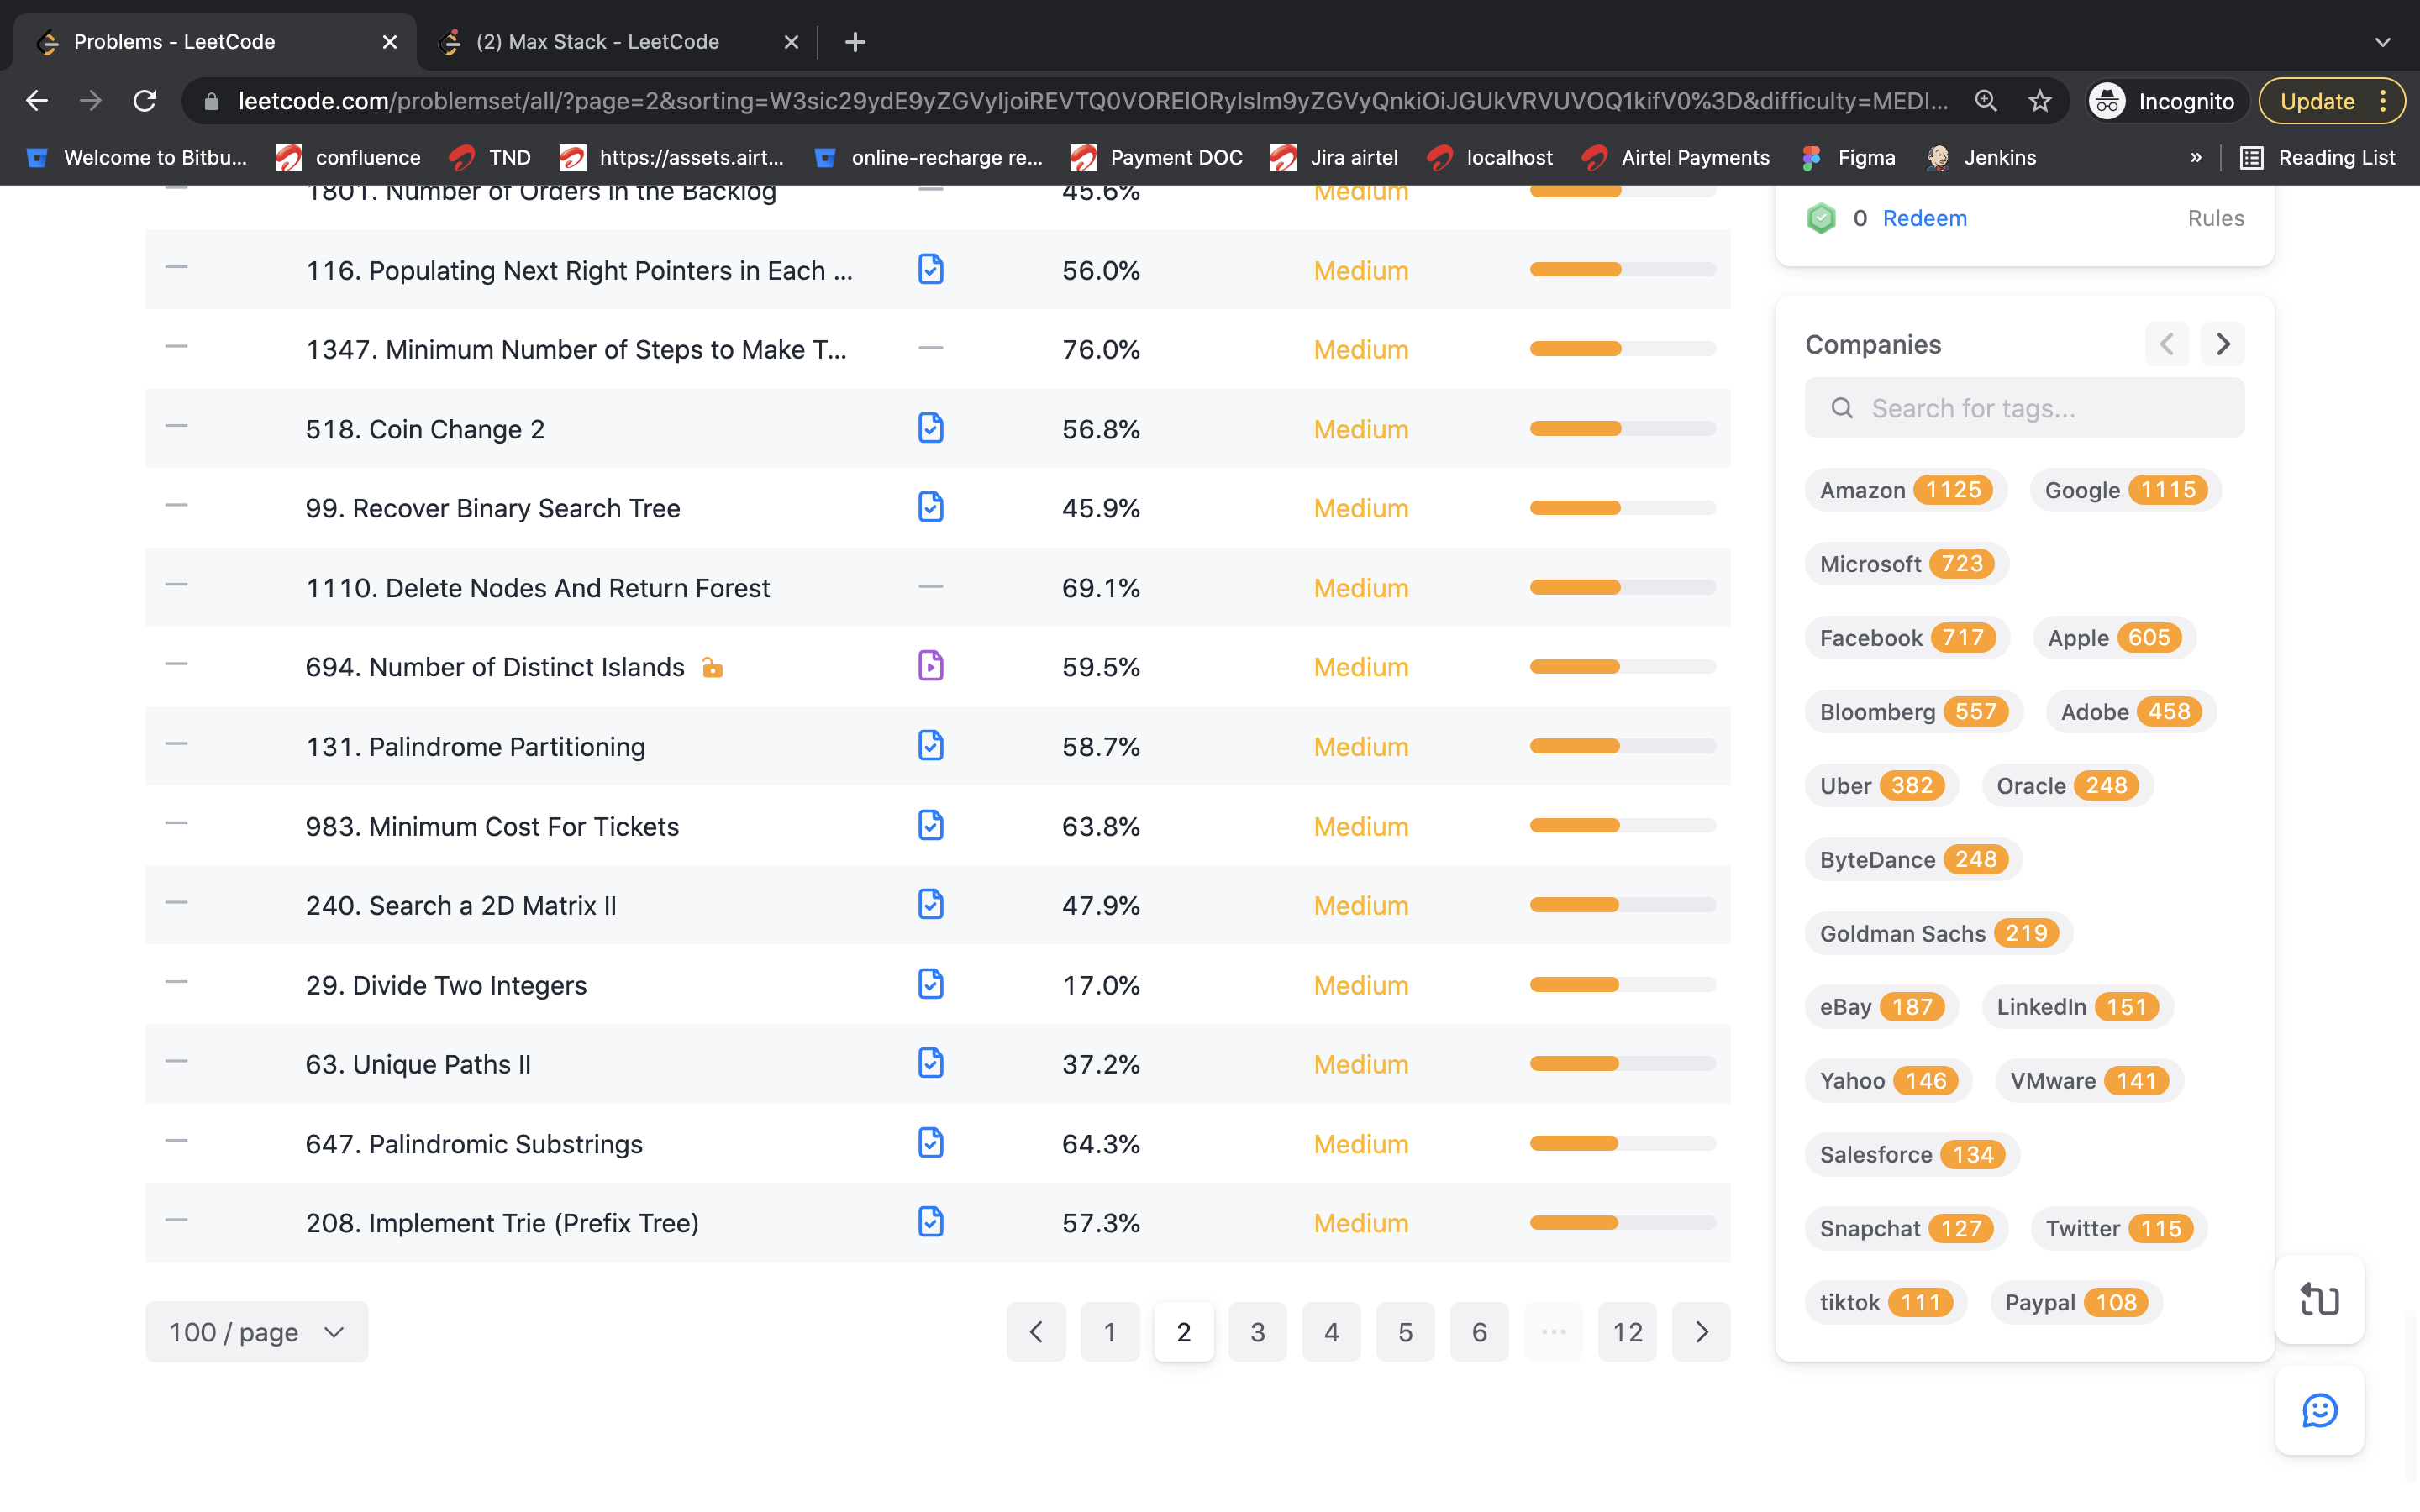 Problems - LeetCode
(2) Max Stack - LeetCode
leetcode.com/problemset/all/?page=2&sorting=W3sic29ydE9yZGVyIjoiREVTQ0VORElORyIsIm9yZGVyQnkiOiJGUkVRVUVOQ1kifV0%3D&difficulty=MEDI...
Incognito
Update
Welcome to Bitbu...
confluence
TND
https://assets.airt...
online-recharge re...
Payment DOC
Jira airtel
localhost
Airtel Payments
Figma
Jenkins
»
Reading List
1801. Number of Orders in the Backlog 45.6% Medium
116. Populating Next Right Pointers in Each ... 56.0% Medium
1347. Minimum Number of Steps to Make T... 76.0% Medium
518. Coin Change 2 56.8% Medium
99. Recover Binary Search Tree 45.9% Medium
1110. Delete Nodes And Return Forest 69.1% Medium
694. Number of Distinct Islands 59.5% Medium
131. Palindrome Partitioning 58.7% Medium
983. Minimum Cost For Tickets 63.8% Medium
240. Search a 2D Matrix II 47.9% Medium
29. Divide Two Integers 17.0% Medium
63. Unique Paths II 37.2% Medium
647. Palindromic Substrings 64.3% Medium
208. Implement Trie (Prefix Tree) 57.3% Medium
100 / page
1 2 3 4 5 6 ... 12
0 Redeem Rules
Companies
Search for tags...
Amazon 1125 Google 1115
Microsoft 723
Facebook 717 Apple 605
Bloomberg 557 Adobe 458
Uber 382 Oracle 248
ByteDance 248
Goldman Sachs 219
eBay 187 LinkedIn 151
Yahoo 146 VMware 141
Salesforce 134
Snapchat 127 Twitter 115
tiktok 111 Paypal 108